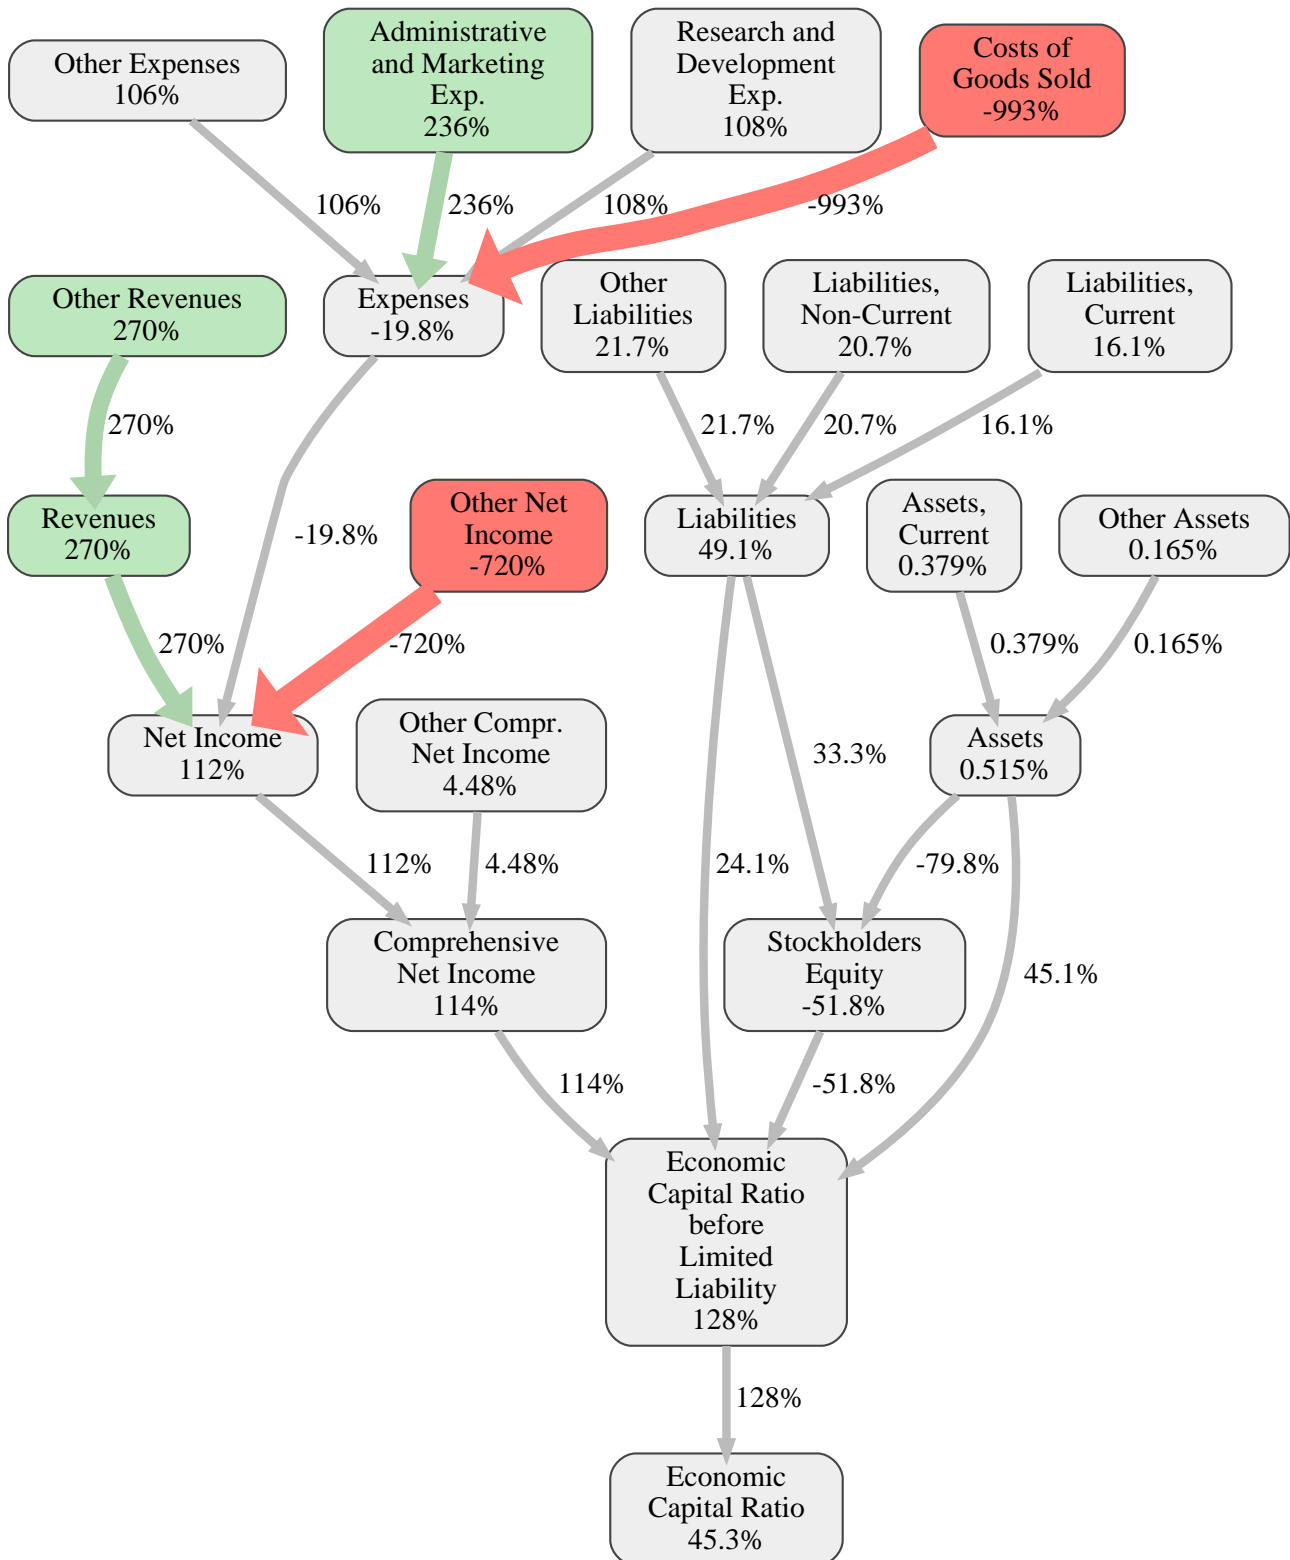 Other Expenses
106%
Administrative
and Marketing
Exp.
236%
Research and
Development
Exp.
108%
Costs of
Goods Sold
-993%
106%
236%
108%
-993%
Other Revenues
270%
Expenses
-19.8%
Other
Liabilities
21.7%
Liabilities,
Non-Current
20.7%
Liabilities,
Current
16.1%
270%
21.7%
20.7%
16.1%
Revenues
270%
-19.8%
Other Net
Income
-720%
Liabilities
49.1%
Assets,
Current
0.379%
Other Assets
0.165%
270%
-720%
0.379%
0.165%
Net Income
112%
Other Compr.
Net Income
4.48%
33.3%
Assets
0.515%
112%
4.48%
24.1%
-79.8%
Comprehensive
Net Income
114%
Stockholders
Equity
-51.8%
45.1%
114%
-51.8%
Economic
Capital Ratio
before
Limited
Liability
128%
128%
Economic
Capital Ratio
45.3%